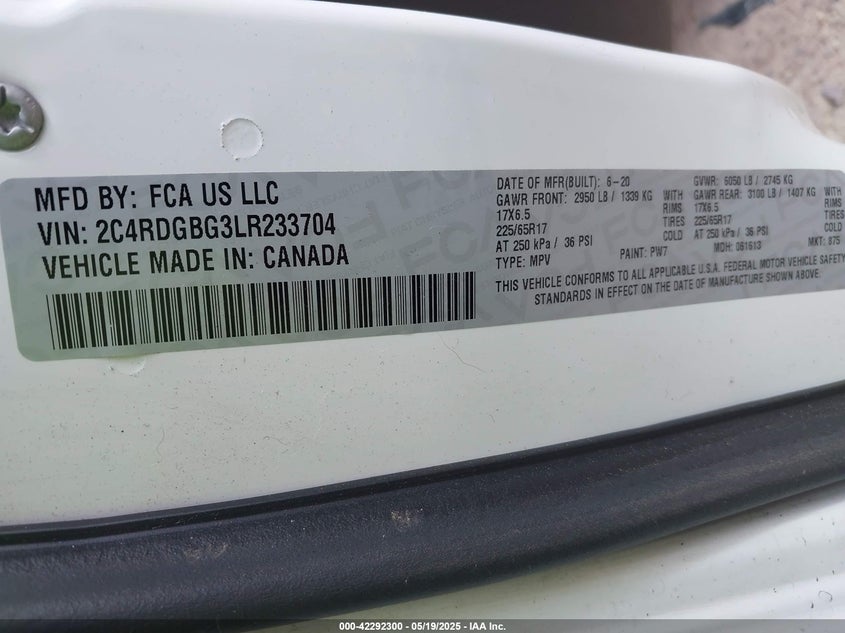 MFD BY: FCA US LLC
VIN: 2C4RDGBG3LR233704
VEHICLE MADE IN: CANADA
DATE OF MFR(BUILT): 6-20
GVWR: 6050 LB / 2745 KG
GAWR FRONT: 2950 LB / 1339 KG WITH
GAWR REAR: 3100 LB / 1407 KG WITH
17X6.5 RIMS
17X6.5 RIMS
225/65R17 TIRES
225/65R17 TIRES
AT 250 kPa / 36 PSI COLD
AT 250 kPa / 36 PSI COLD
TYPE: MPV PAINT: PW7 MDH: 061613 MKT: 875
THIS VEHICLE CONFORMS TO ALL APPLICABLE U.S.A. FEDERAL MOTOR VEHICLE SAFETY
STANDARDS IN EFFECT ON THE DATE OF MANUFACTURE SHOWN ABOVE:
000-42292300 - 05/19/2025 - IAA Inc.